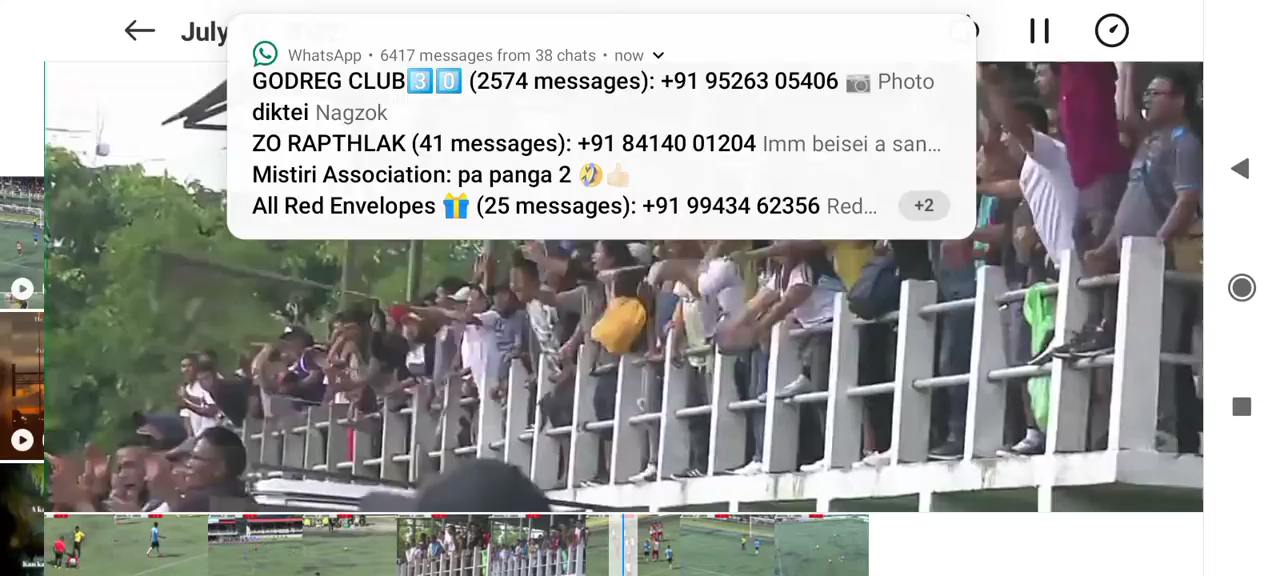 July
WhatsApp • 6417 messages from 38 chats • now
GODREG CLUB3️⃣0️⃣ (2574 messages): +91 95263 05406 📷 Photo
diktei Nagzok
ZO RAPTHLAK (41 messages): +91 84140 01204 Imm beisei a san...
Mistiri Association: pa panga 2 🤣👍🏻
All Red Envelopes 🎁 (25 messages): +91 99434 62356 Red...
+2